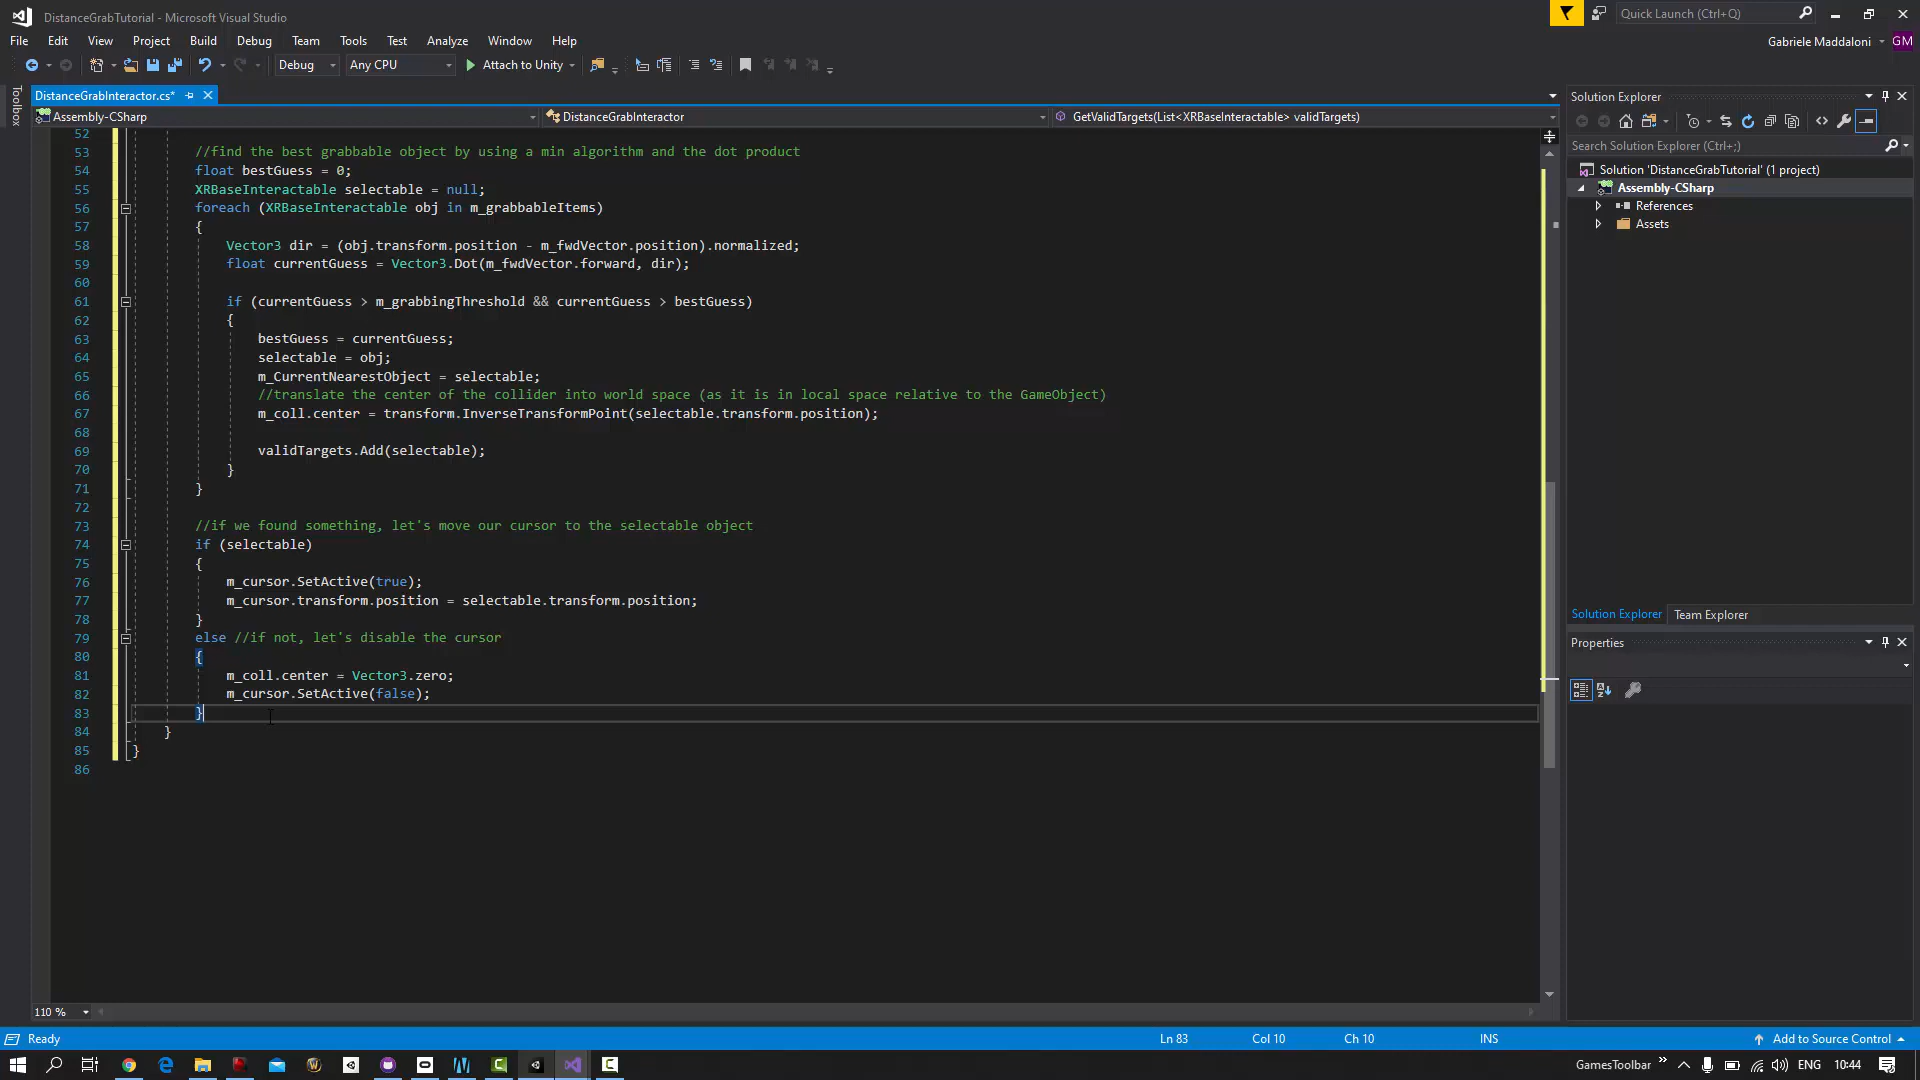 DistanceGrabTutorial - Microsoft Visual Studio
Quick Launch (Ctrl+Q)
File Edit View Project Build Debug Team Tools Test Analyze Window Help
Gabriele Maddaloni GM
Debug Any CPU Attach to Unity
Toolbox
DistanceGrabInteractor.cs*
Assembly-CSharp DistanceGrabInteractor GetValidTargets(List<XRBaseInteractable> validTargets)
52
53 //find the best grabbable object by using a min algorithm and the dot product
54 float bestGuess = 0;
55 XRBaseInteractable selectable = null;
56 foreach (XRBaseInteractable obj in m_grabbableItems)
57 {
58 Vector3 dir = (obj.transform.position - m_fwdVector.position).normalized;
59 float currentGuess = Vector3.Dot(m_fwdVector.forward, dir);
60
61 if (currentGuess > m_grabbingThreshold && currentGuess > bestGuess)
62 {
63 bestGuess = currentGuess;
64 selectable = obj;
65 m_CurrentNearestObject = selectable;
66 //translate the center of the collider into world space (as it is in local space relative to the GameObject)
67 m_coll.center = transform.InverseTransformPoint(selectable.transform.position);
68
69 validTargets.Add(selectable);
70 }
71 }
72
73 //if we found something, let's move our cursor to the selectable object
74 if (selectable)
75 {
76 m_cursor.SetActive(true);
77 m_cursor.transform.position = selectable.transform.position;
78 }
79 else //if not, let's disable the cursor
80 {
81 m_coll.center = Vector3.zero;
82 m_cursor.SetActive(false);
83 }
84 }
85 }
86
110 %
Solution Explorer
Search Solution Explorer (Ctrl+;)
Solution 'DistanceGrabTutorial' (1 project)
Assembly-CSharp
References
Assets
Solution Explorer Team Explorer
Properties
Ready Ln 83 Col 10 Ch 10 INS Add to Source Control
GamesToolbar ENG 10:44